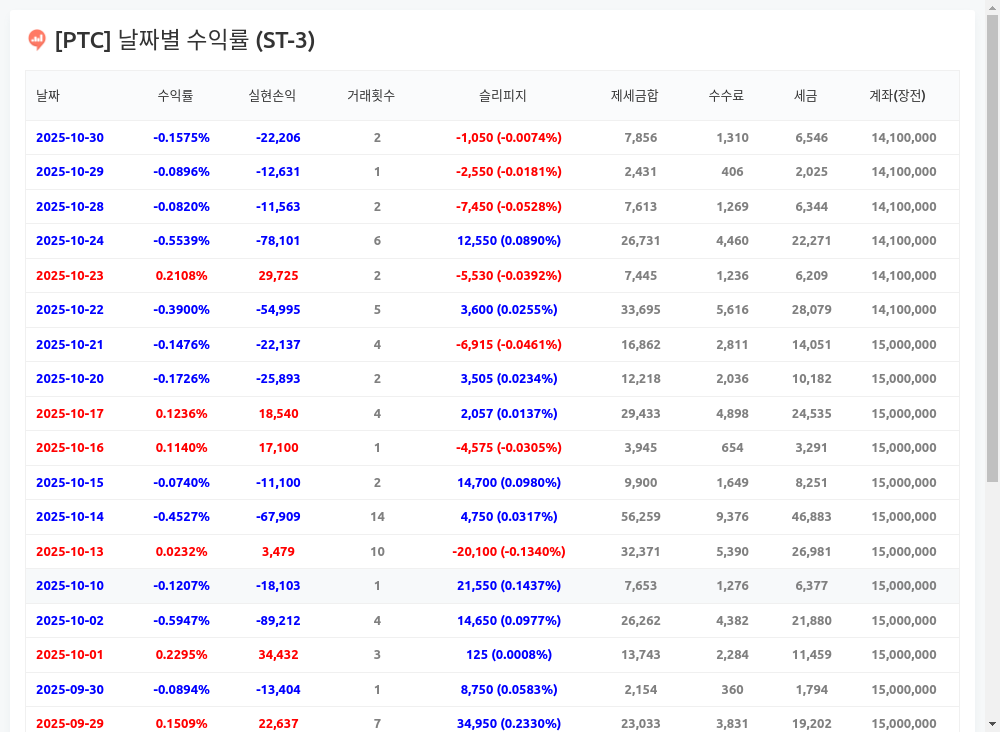 [PTC] 날짜별 수익률 (ST-3)
날짜 수익률 실현손익 거래횟수 슬리피지 제세금합 수수료 세금 계좌(장전)
2025-10-30 -0.1575% -22,206 2 -1,050 (-0.0074%) 7,856 1,310 6,546 14,100,000
2025-10-29 -0.0896% -12,631 1 -2,550 (-0.0181%) 2,431 406 2,025 14,100,000
2025-10-28 -0.0820% -11,563 2 -7,450 (-0.0528%) 7,613 1,269 6,344 14,100,000
2025-10-24 -0.5539% -78,101 6 12,550 (0.0890%) 26,731 4,460 22,271 14,100,000
2025-10-23 0.2108% 29,725 2 -5,530 (-0.0392%) 7,445 1,236 6,209 14,100,000
2025-10-22 -0.3900% -54,995 5 3,600 (0.0255%) 33,695 5,616 28,079 14,100,000
2025-10-21 -0.1476% -22,137 4 -6,915 (-0.0461%) 16,862 2,811 14,051 15,000,000
2025-10-20 -0.1726% -25,893 2 3,505 (0.0234%) 12,218 2,036 10,182 15,000,000
2025-10-17 0.1236% 18,540 4 2,057 (0.0137%) 29,433 4,898 24,535 15,000,000
2025-10-16 0.1140% 17,100 1 -4,575 (-0.0305%) 3,945 654 3,291 15,000,000
2025-10-15 -0.0740% -11,100 2 14,700 (0.0980%) 9,900 1,649 8,251 15,000,000
2025-10-14 -0.4527% -67,909 14 4,750 (0.0317%) 56,259 9,376 46,883 15,000,000
2025-10-13 0.0232% 3,479 10 -20,100 (-0.1340%) 32,371 5,390 26,981 15,000,000
2025-10-10 -0.1207% -18,103 1 21,550 (0.1437%) 7,653 1,276 6,377 15,000,000
2025-10-02 -0.5947% -89,212 4 14,650 (0.0977%) 26,262 4,382 21,880 15,000,000
2025-10-01 0.2295% 34,432 3 125 (0.0008%) 13,743 2,284 11,459 15,000,000
2025-09-30 -0.0894% -13,404 1 8,750 (0.0583%) 2,154 360 1,794 15,000,000
2025-09-29 0.1509% 22,637 7 34,950 (0.2330%) 23,033 3,831 19,202 15,000,000